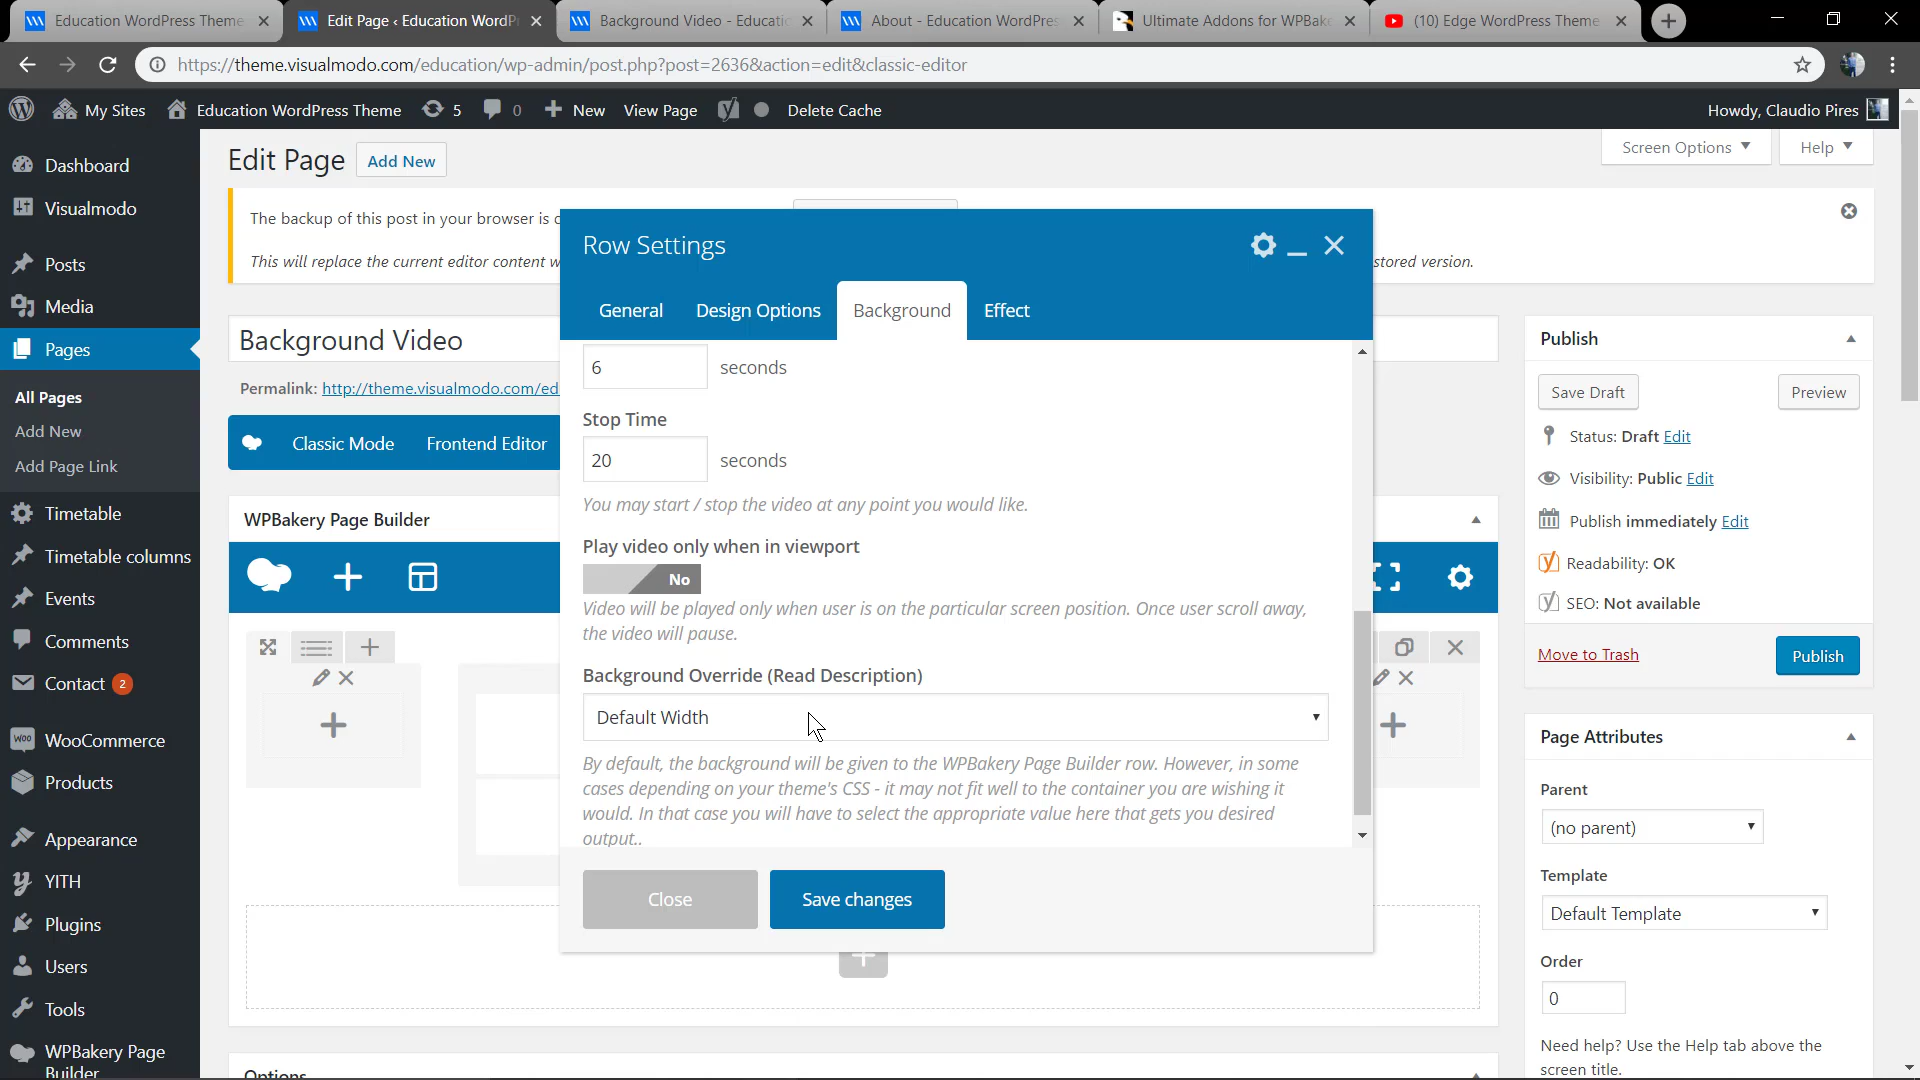 Education WordPress Theme
Edit Page ‹ Education WordP
Background Video - Educati
About - Education WordPres
Ultimate Addons for WPBake
(10) Edge WordPress Theme
https://theme.visualmodo.com/education/wp-admin/post.php?post=2636&action=edit&classic-editor
My Sites
Education WordPress Theme
5
0
New
View Page
Delete Cache
Howdy, Claudio Pires
Dashboard
Visualmodo
Posts
Media
Pages
All Pages
Add New
Add Page Link
Timetable
Timetable columns
Events
Comments
Contact 2
WooCommerce
Products
Appearance
YITH
Plugins
Users
Tools
WPBakery Page
Builder
Edit Page
Add New
Screen Options
Help
The backup of this post in your browser is
This will replace the current editor content w
stored version.
Background Video
Permalink: http://theme.visualmodo.com/ed
Classic Mode
Frontend Editor
WPBakery Page Builder
Options
Row Settings
General
Design Options
Background
Effect
6
seconds
Stop Time
20
seconds
You may start / stop the video at any point you would like.
Play video only when in viewport
No
Video will be played only when user is on the particular screen position. Once user scroll away,
the video will pause.
Background Override (Read Description)
Default Width
By default, the background will be given to the WPBakery Page Builder row. However, in some
cases depending on your theme's CSS - it may not fit well to the container you are wishing it
would. In that case you will have to select the appropriate value here that gets you desired
output..
Close
Save changes
Publish
Save Draft
Preview
Status: Draft Edit
Visibility: Public Edit
Publish immediately Edit
Readability: OK
SEO: Not available
Move to Trash
Publish
Page Attributes
Parent
(no parent)
Template
Default Template
Order
0
Need help? Use the Help tab above the
screen title.